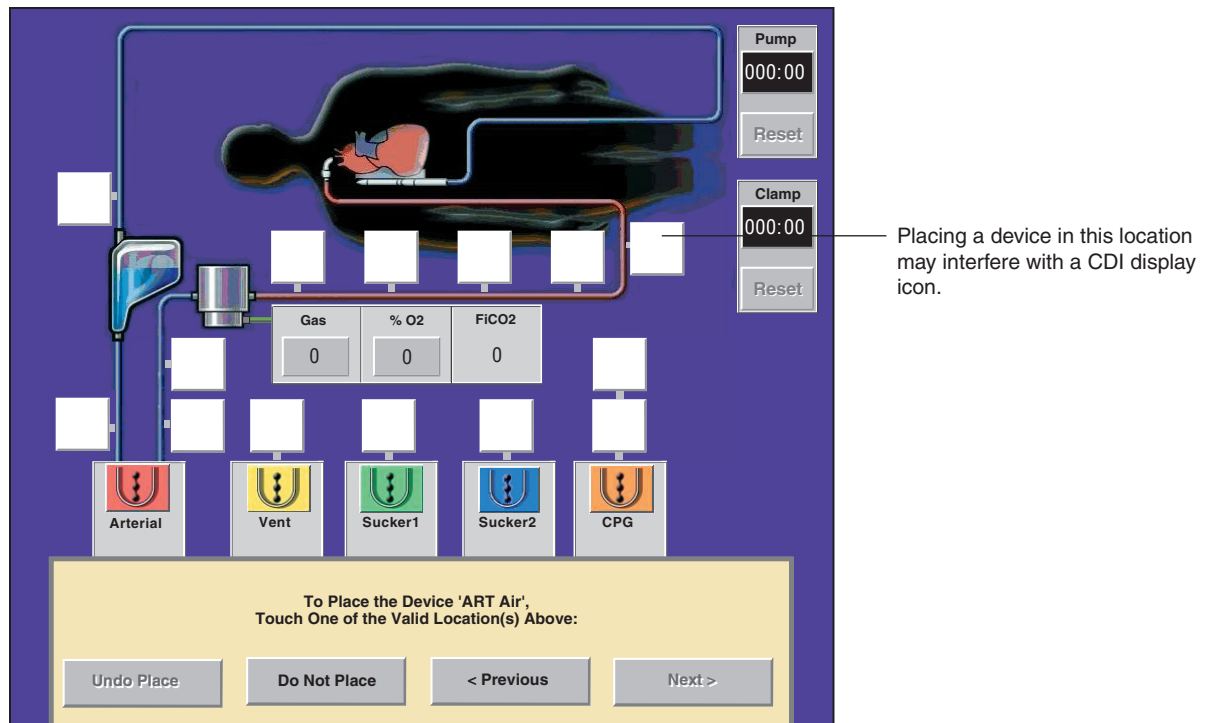 Pump
000:00
Reset
Clamp
000:00
Reset
Placing a device in this location
may interfere with a CDI display
icon.
Gas
% O2
FiCO2
0
0
0
Arterial
Vent
Sucker1
Sucker2
CPG
To Place the Device 'ART Air',
Touch One of the Valid Location(s) Above:
Undo Place
Do Not Place
< Previous
Next >